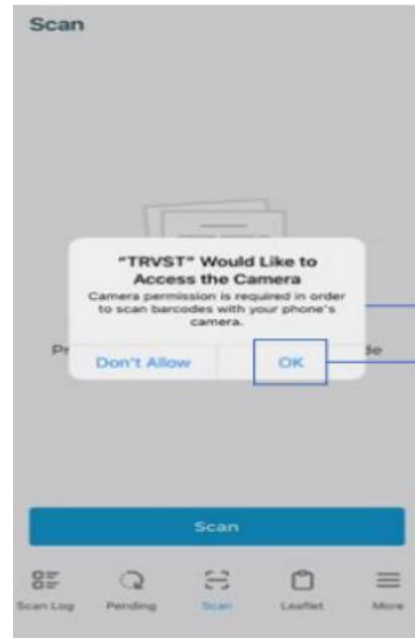 Scan
"TRVST" Would Like to
Access the Camera
Camera permission is required in order
to scan barcodes with your phone's
camera.
Don't Allow OK
Scan
Scan Log Pending Scan Leaflet More